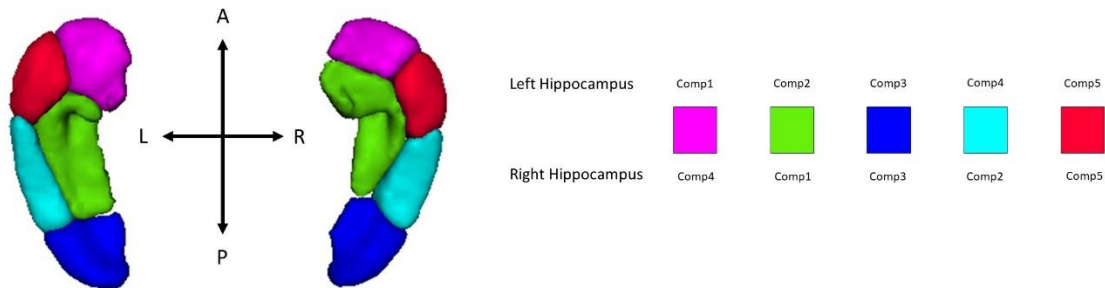 A
L R
P
Left Hippocampus Comp1 Comp2 Comp3 Comp4 Comp5
Right Hippocampus Comp4 Comp1 Comp3 Comp2 Comp5